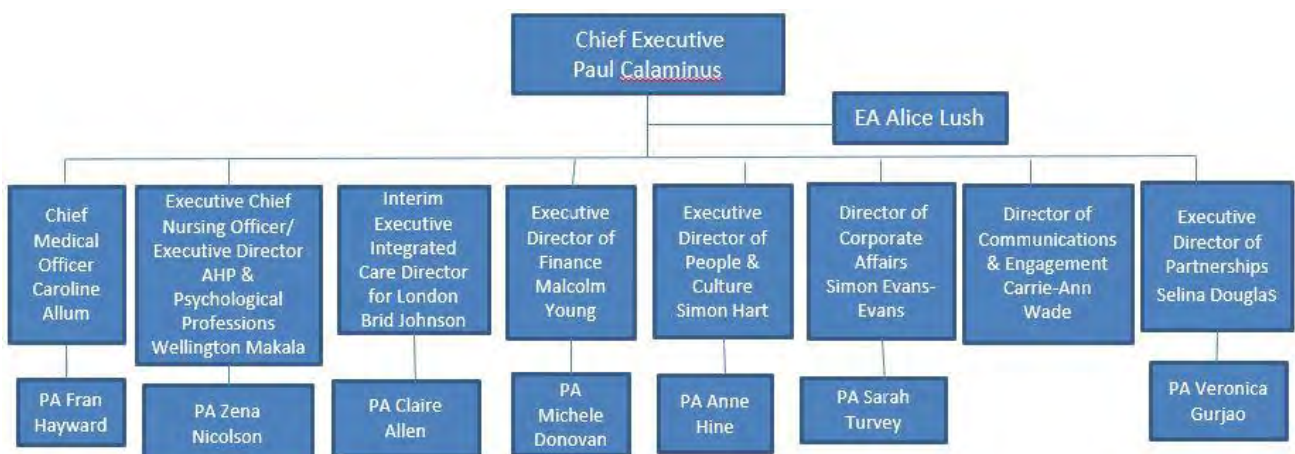 Chief Executive
Paul Calaminus
EA Alice Lush
Chief
Medical
Officer
Caroline
Allum
Executive Chief
Nursing Officer/
Executive Director
AHP &
Psychological
Professions
Wellington Makala
Interim
Executive
Integrated
Care Director
for London
Brid Johnson
Executive
Director of
Finance
Malcolm
Young
Executive
Director of
People &
Culture
Simon Hart
Director of
Corporate
Affairs
Simon Evans-
Evans
Director of
Communications
& Engagement
Carrie-Ann
Wade
Executive
Director of
Partnerships
Selina Douglas
PA Fran
Hayward
PA Zena
Nicolson
PA Claire
Allen
PA
Michele
Donovan
PA Anne
Hine
PA Sarah
Turvey
PA Veronica
Gurjao